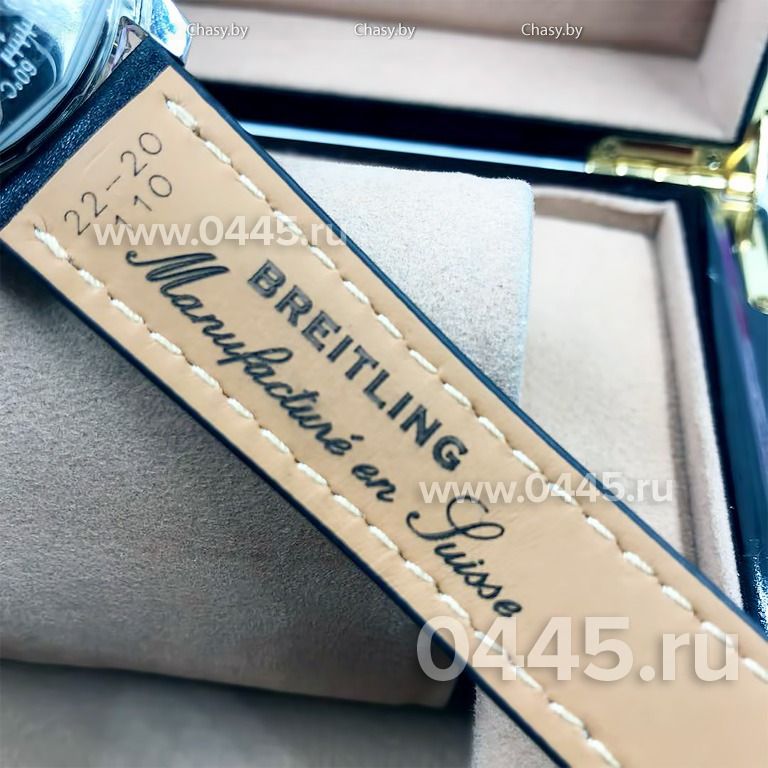 Chasy.by Chasy.by Chasy.by
22-20
110
www.0445.ru
BREITLING
Manufacturé en Suisse
www.0445.ru
0445.ru